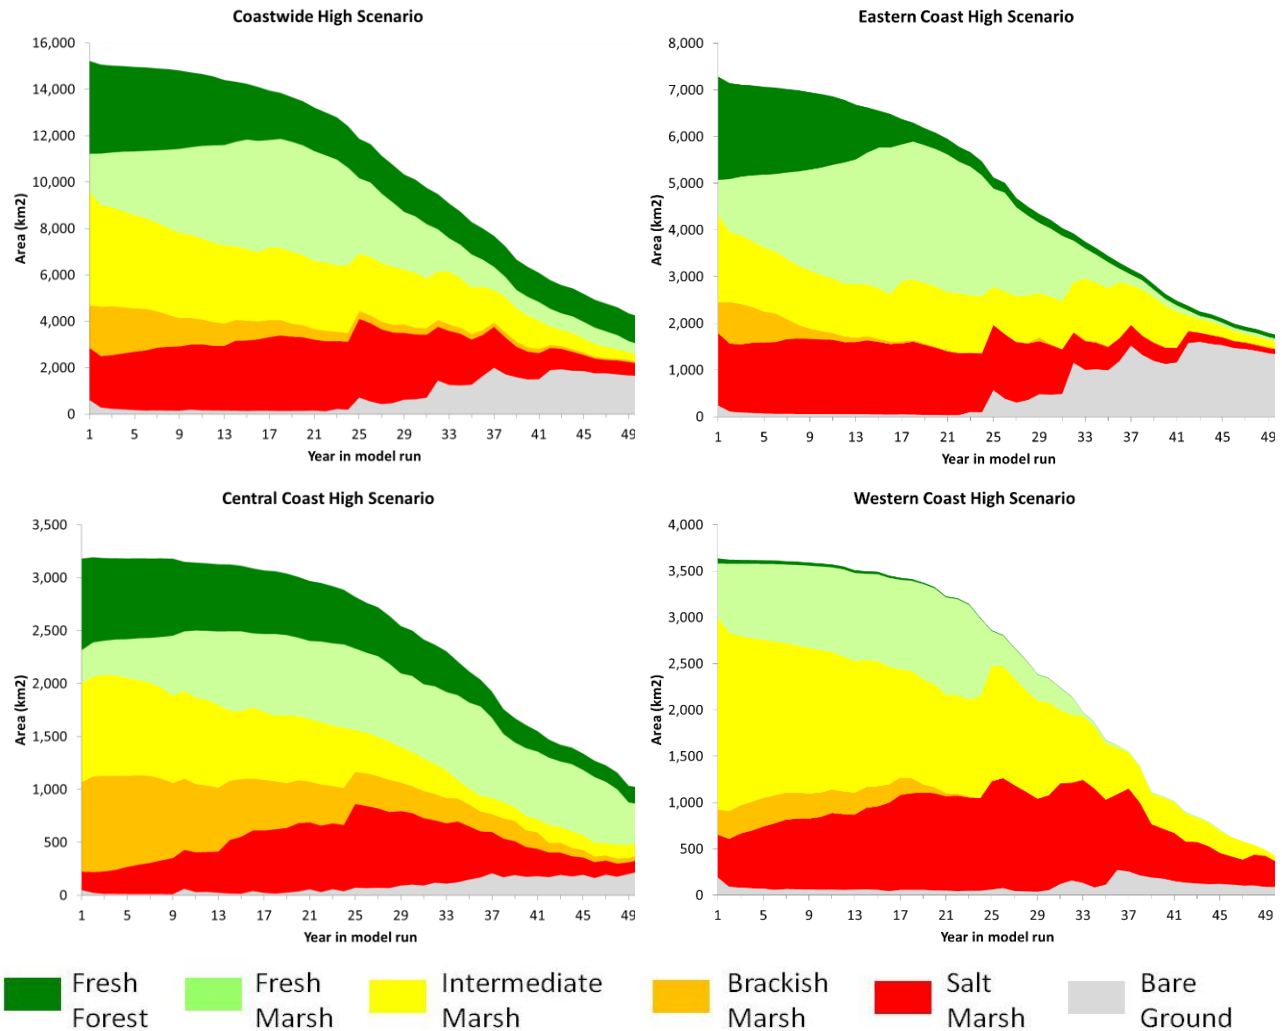 Coastwide High Scenario
Area (km2)
16,000
14,000
12,000
10,000
8,000
6,000
4,000
2,000
0
1 5 9 13 17 21 25 29 33 37 41 45 49
Year in model run
Eastern Coast High Scenario
Area (km2)
8,000
7,000
6,000
5,000
4,000
3,000
2,000
1,000
0
1 5 9 13 17 21 25 29 33 37 41 45 49
Year in model run
Central Coast High Scenario
Area (km2)
3,500
3,000
2,500
2,000
1,500
1,000
500
0
1 5 9 13 17 21 25 29 33 37 41 45 49
Year in model run
Western Coast High Scenario
Area (km2)
4,000
3,500
3,000
2,500
2,000
1,500
1,000
500
0
1 5 9 13 17 21 25 29 33 37 41 45 49
Year in model run
Fresh
Forest
Fresh
Marsh
Intermediate
Marsh
Brackish
Marsh
Salt
Marsh
Bare
Ground